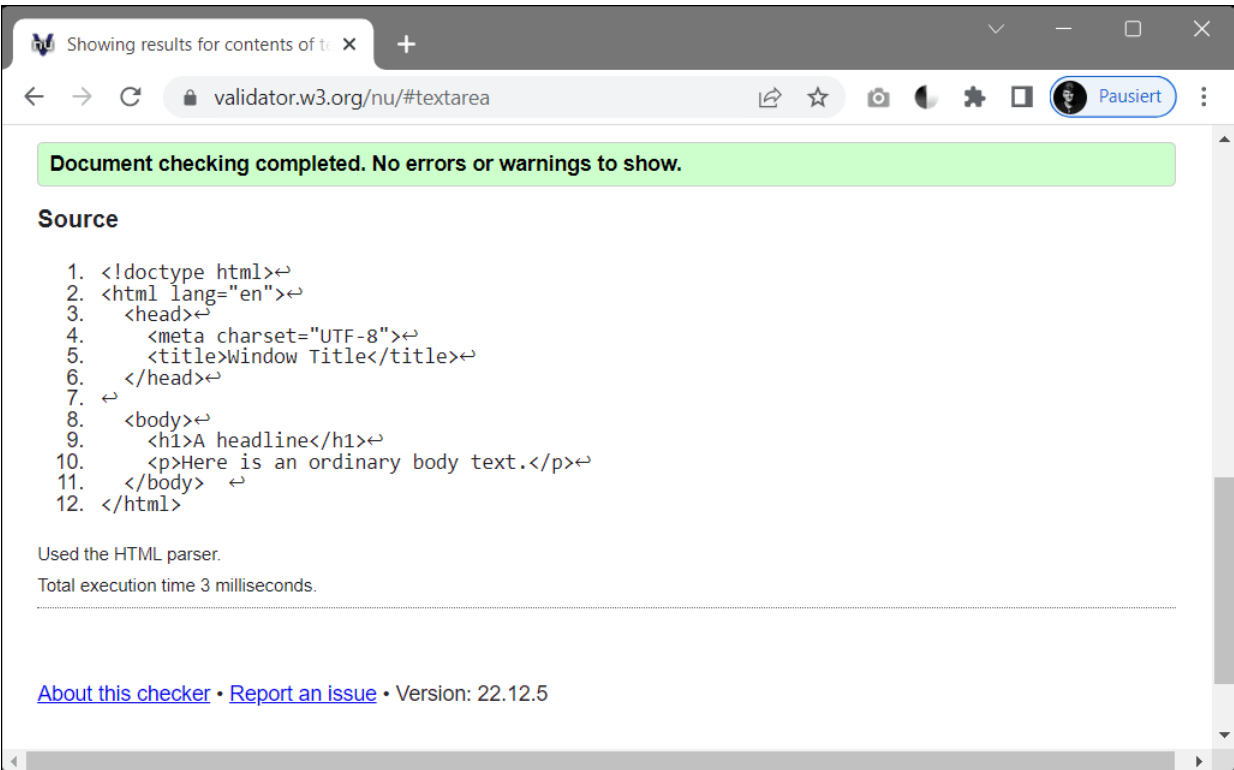 Showing results for contents of te
validator.w3.org/nu/#textarea
Pausiert
Document checking completed. No errors or warnings to show.
Source
1. <!doctype html>↩
2. <html lang="en">↩
3.   <head>↩
4.     <meta charset="UTF-8">↩
5.     <title>Window Title</title>↩
6.   </head>↩
7. ↩
8.   <body>↩
9.     <h1>A headline</h1>↩
10.     <p>Here is an ordinary body text.</p>↩
11.   </body>  ↩
12. </html>
Used the HTML parser.
Total execution time 3 milliseconds.
About this checker • Report an issue • Version: 22.12.5